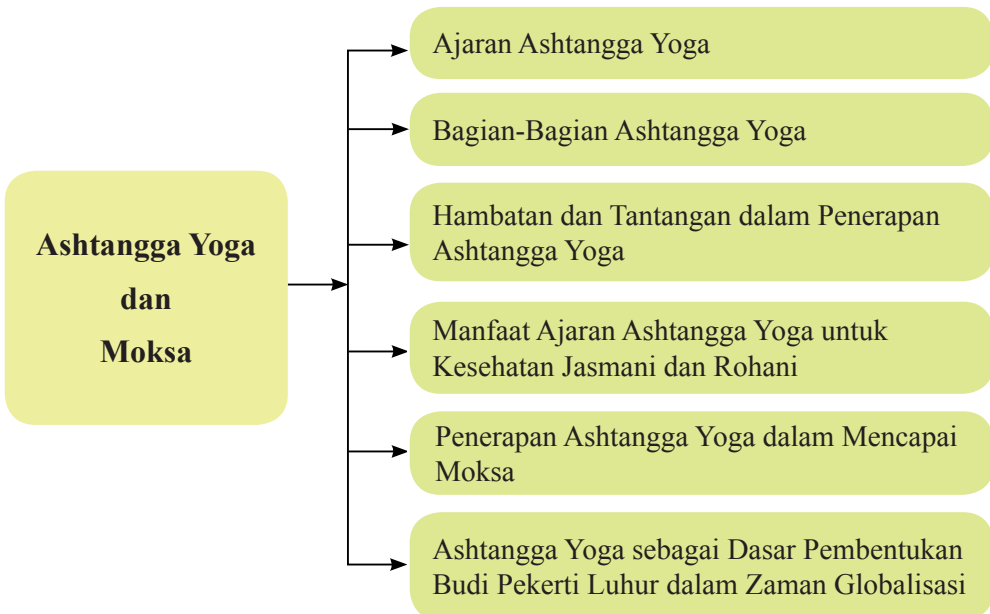 Ashtangga Yoga
dan
Moksa
Ajaran Ashtangga Yoga
Bagian-Bagian Ashtangga Yoga
Hambatan dan Tantangan dalam Penerapan
Ashtangga Yoga
Manfaat Ajaran Ashtangga Yoga untuk
Kesehatan Jasmani dan Rohani
Penerapan Ashtangga Yoga dalam Mencapai
Moksa
Ashtangga Yoga sebagai Dasar Pembentukan
Budi Pekerti Luhur dalam Zaman Globalisasi